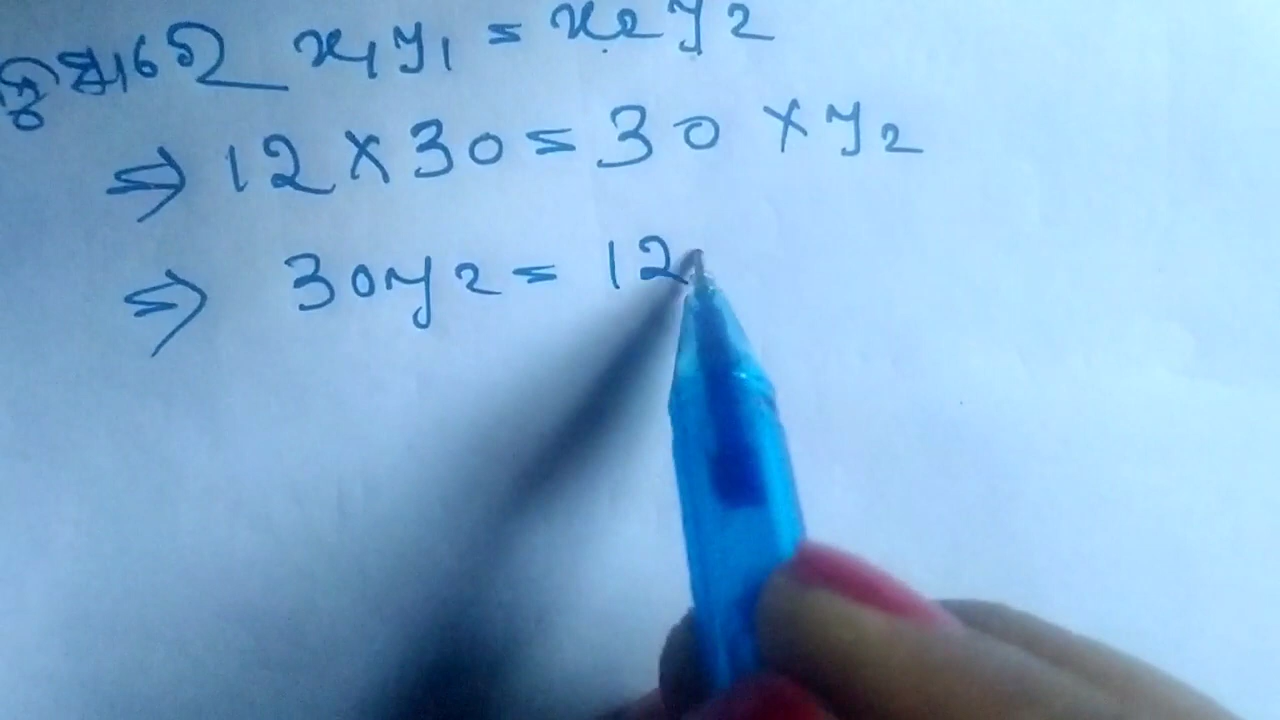 x₁y₁ = x₂y₂
⇒ 12 × 30 = 30 × y₂
⇒ 30y₂ = 12